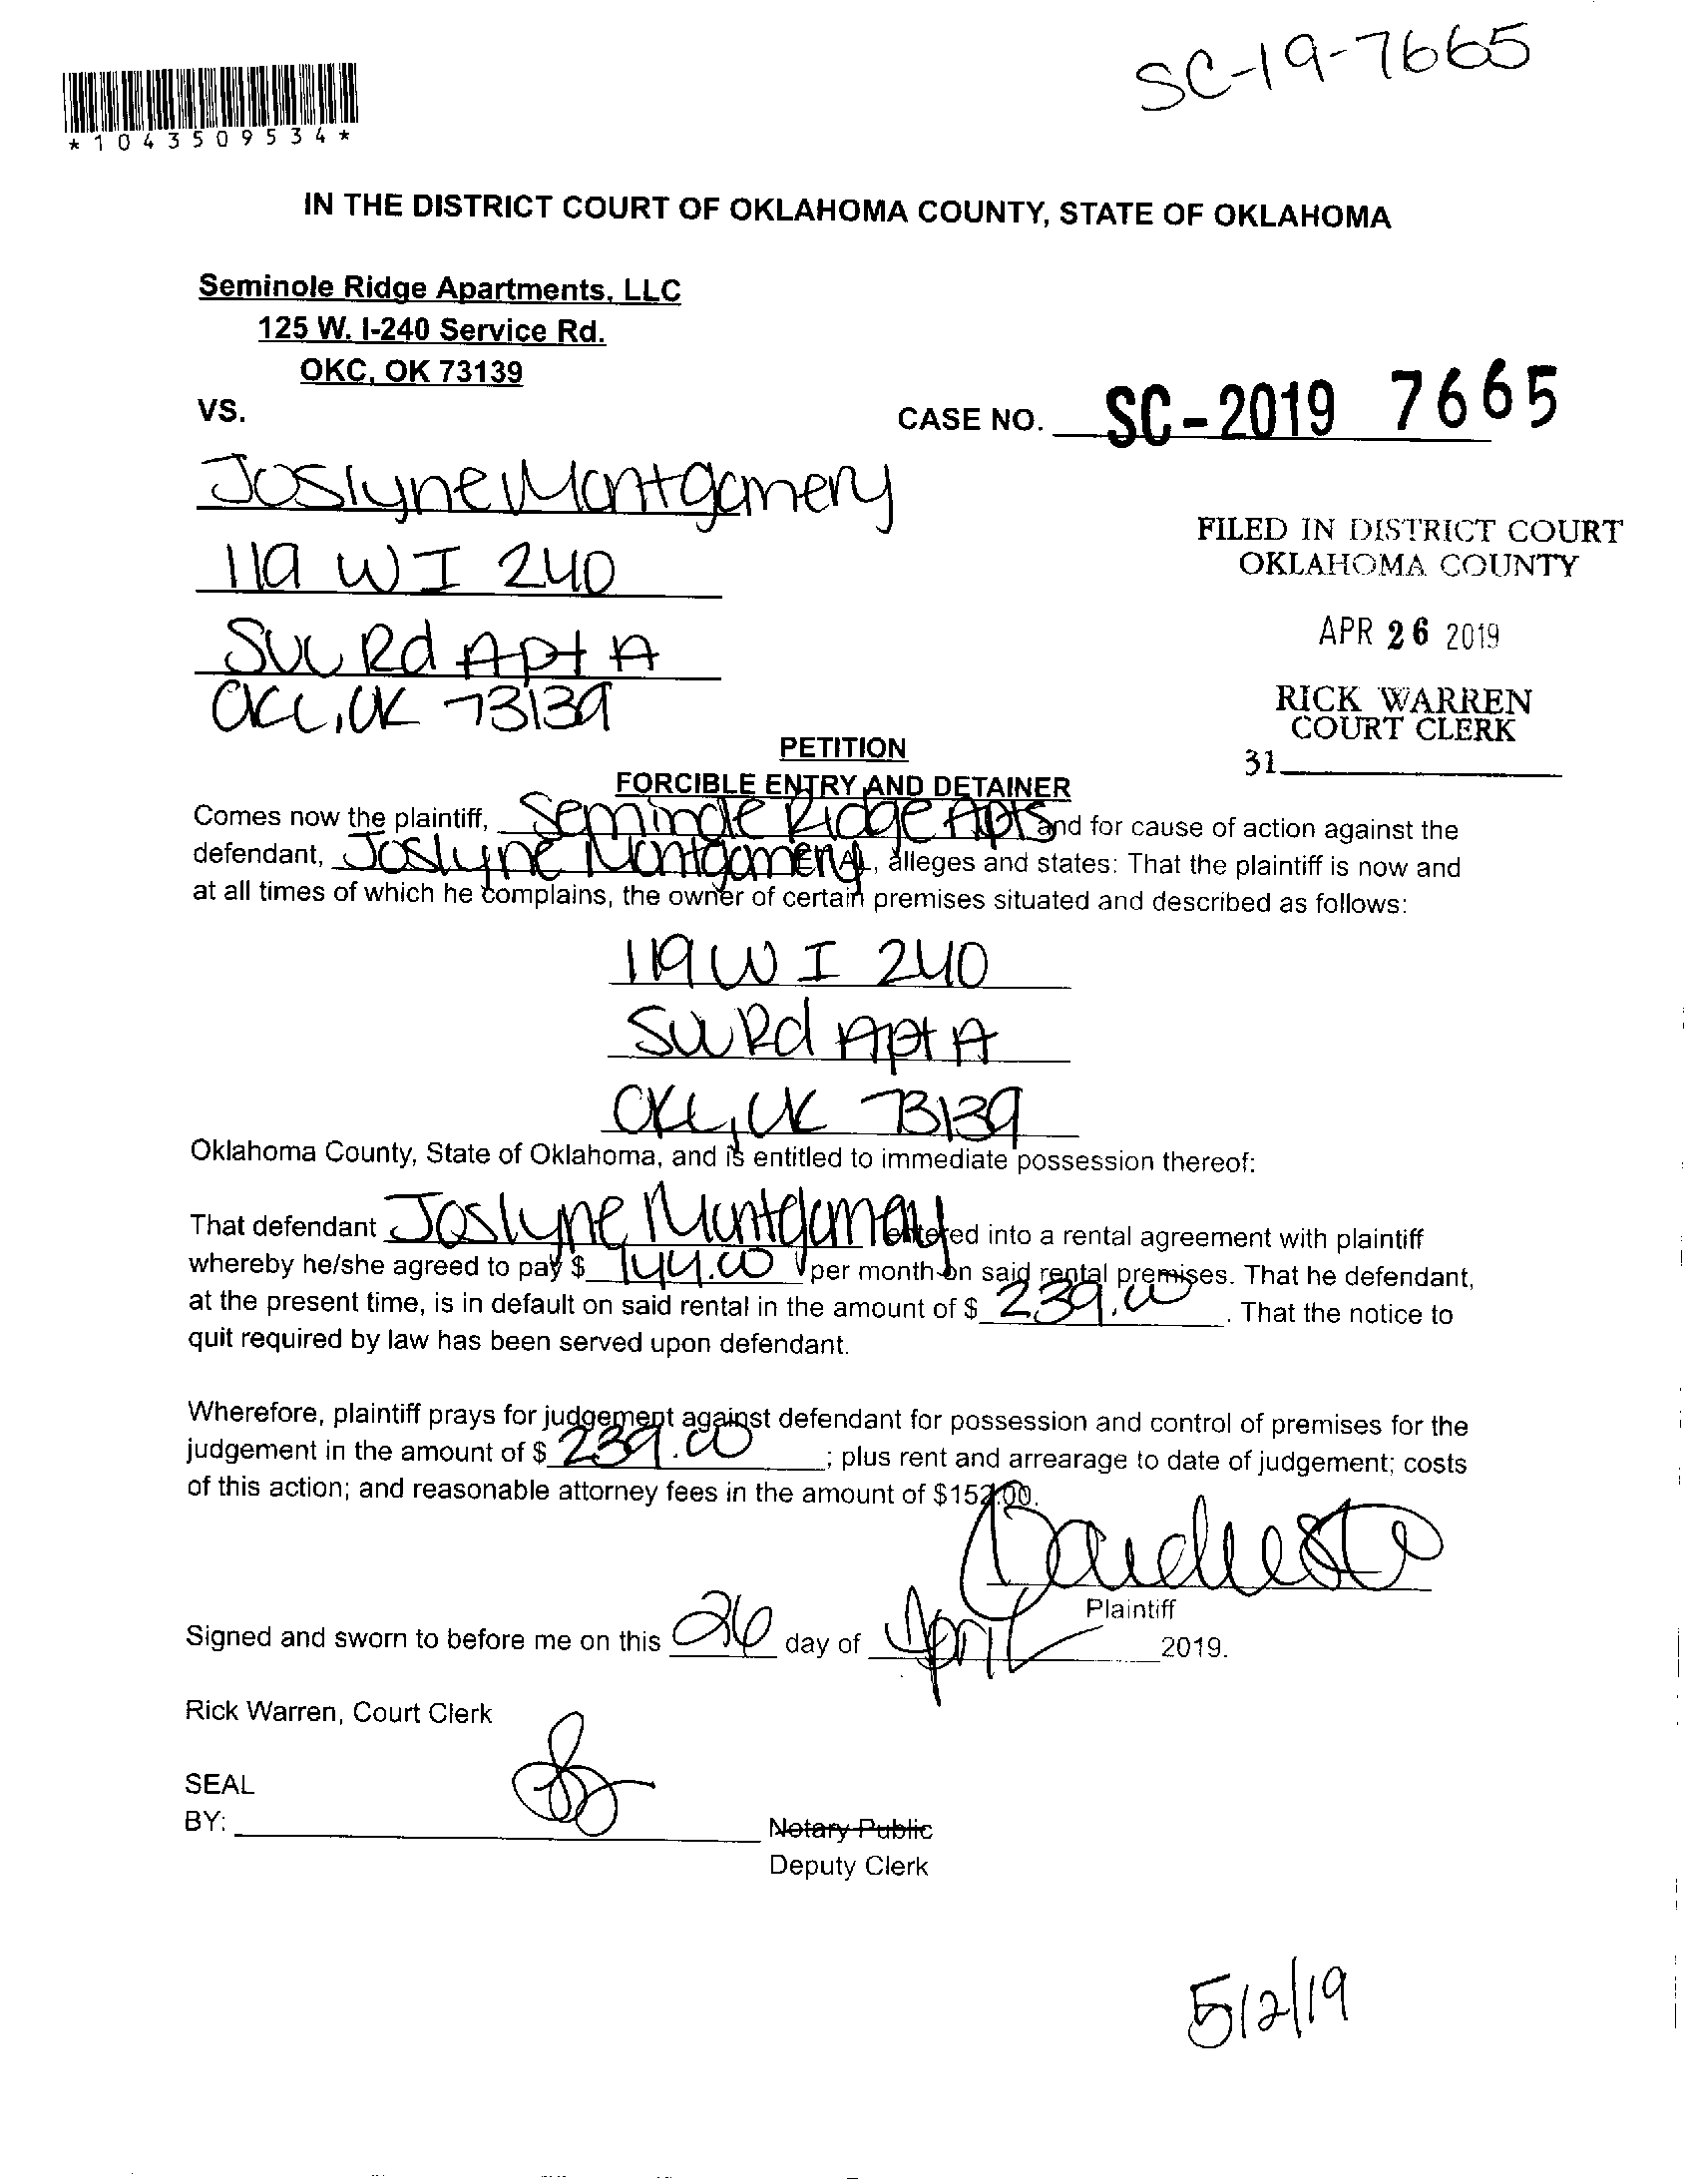 SC-19-7665
*1043509534*
IN THE DISTRICT COURT OF OKLAHOMA COUNTY, STATE OF OKLAHOMA
Seminole Ridge Apartments, LLC
125 W. I-240 Service Rd.
OKC, OK 73139
VS.
CASE NO. SC-2019 7665
Joslyne Montgomery
119 W I 240
Svc Rd Apt A
OKC, OK 73139
FILED IN DISTRICT COURT
OKLAHOMA COUNTY
APR 26 2019
RICK WARREN
COURT CLERK
31
PETITION
FORCIBLE ENTRY AND DETAINER
Comes now the plaintiff, Seminole Ridge Apts and for cause of action against the
defendant, Joslyne Montgomery ET AL, alleges and states: That the plaintiff is now and
at all times of which he complains, the owner of certain premises situated and described as follows:
119 W I 240
Svc Rd Apt A
OKC, OK 73139
Oklahoma County, State of Oklahoma, and is entitled to immediate possession thereof:
That defendant Joslyne Montgomery entered into a rental agreement with plaintiff
whereby he/she agreed to pay $ 144.00 per month on said rental premises. That he defendant,
at the present time, is in default on said rental in the amount of $ 239.00. That the notice to
quit required by law has been served upon defendant.
Wherefore, plaintiff prays for judgement against defendant for possession and control of premises for the
judgement in the amount of $ 239.00; plus rent and arrearage to date of judgement; costs
of this action; and reasonable attorney fees in the amount of $152.00.
Plaintiff
Signed and sworn to before me on this 26 day of April 2019.
Rick Warren, Court Clerk
SEAL
BY:
Notary Public
Deputy Clerk
5/2/19